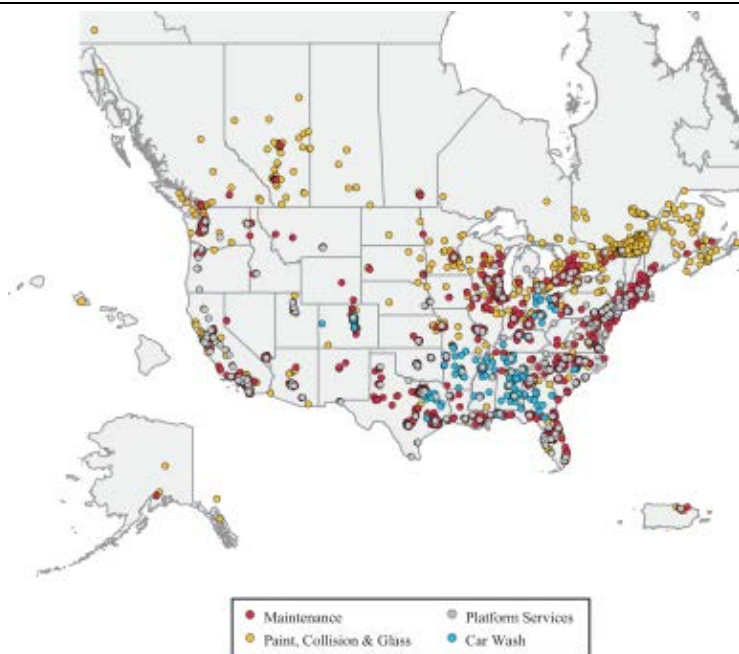 Maintenance
Platform Services
Paint, Collision & Glass
Car Wash